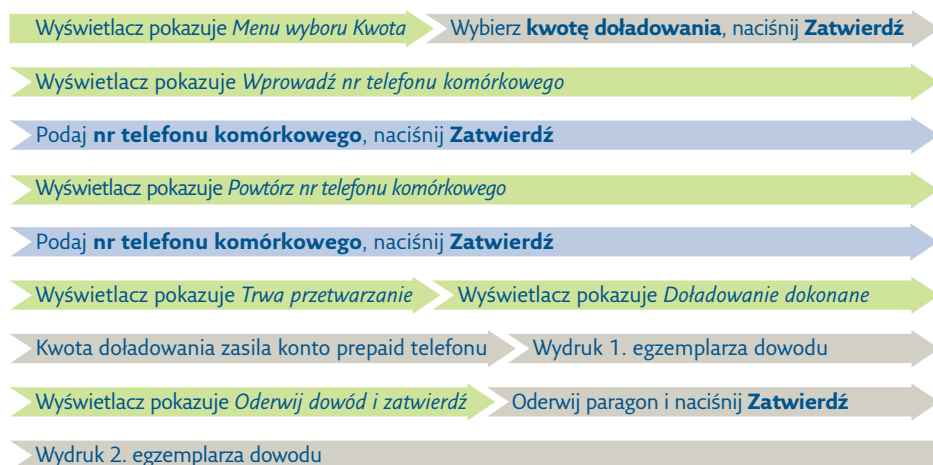 Wyświetlacz pokazuje Menu wyboru Kwota Wybierz kwotę doładowania, naciśnij Zatwierdź
Wyświetlacz pokazuje Wprowadź nr telefonu komórkowego
Podaj nr telefonu komórkowego, naciśnij Zatwierdź
Wyświetlacz pokazuje Powtórz nr telefonu komórkowego
Podaj nr telefonu komórkowego, naciśnij Zatwierdź
Wyświetlacz pokazuje Trwa przetwarzanie Wyświetlacz pokazuje Doładowanie dokonane
Kwota doładowania zasila konto prepaid telefonu Wydruk 1. egzemplarza dowodu
Wyświetlacz pokazuje Oderwij dowód i zatwierdź Oderwij paragon i naciśnij Zatwierdź
Wydruk 2. egzemplarza dowodu